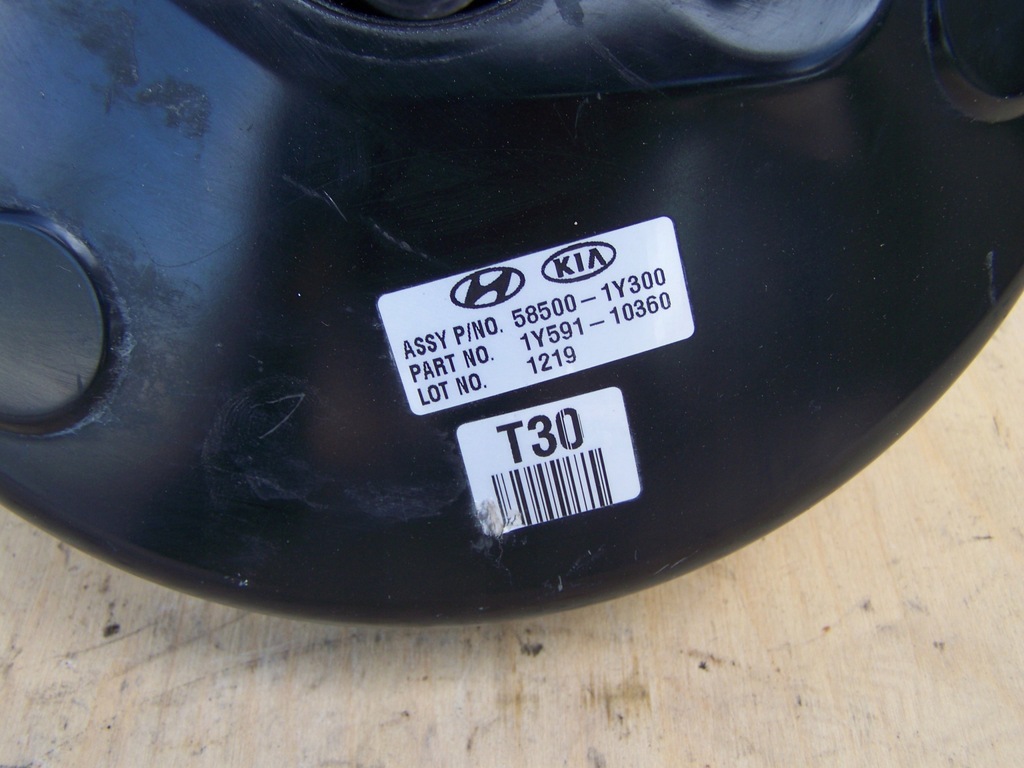 KIA
ASSY P/NO. 58500-1Y300
PART NO. 1Y591-10360
LOT NO. 1219
T30